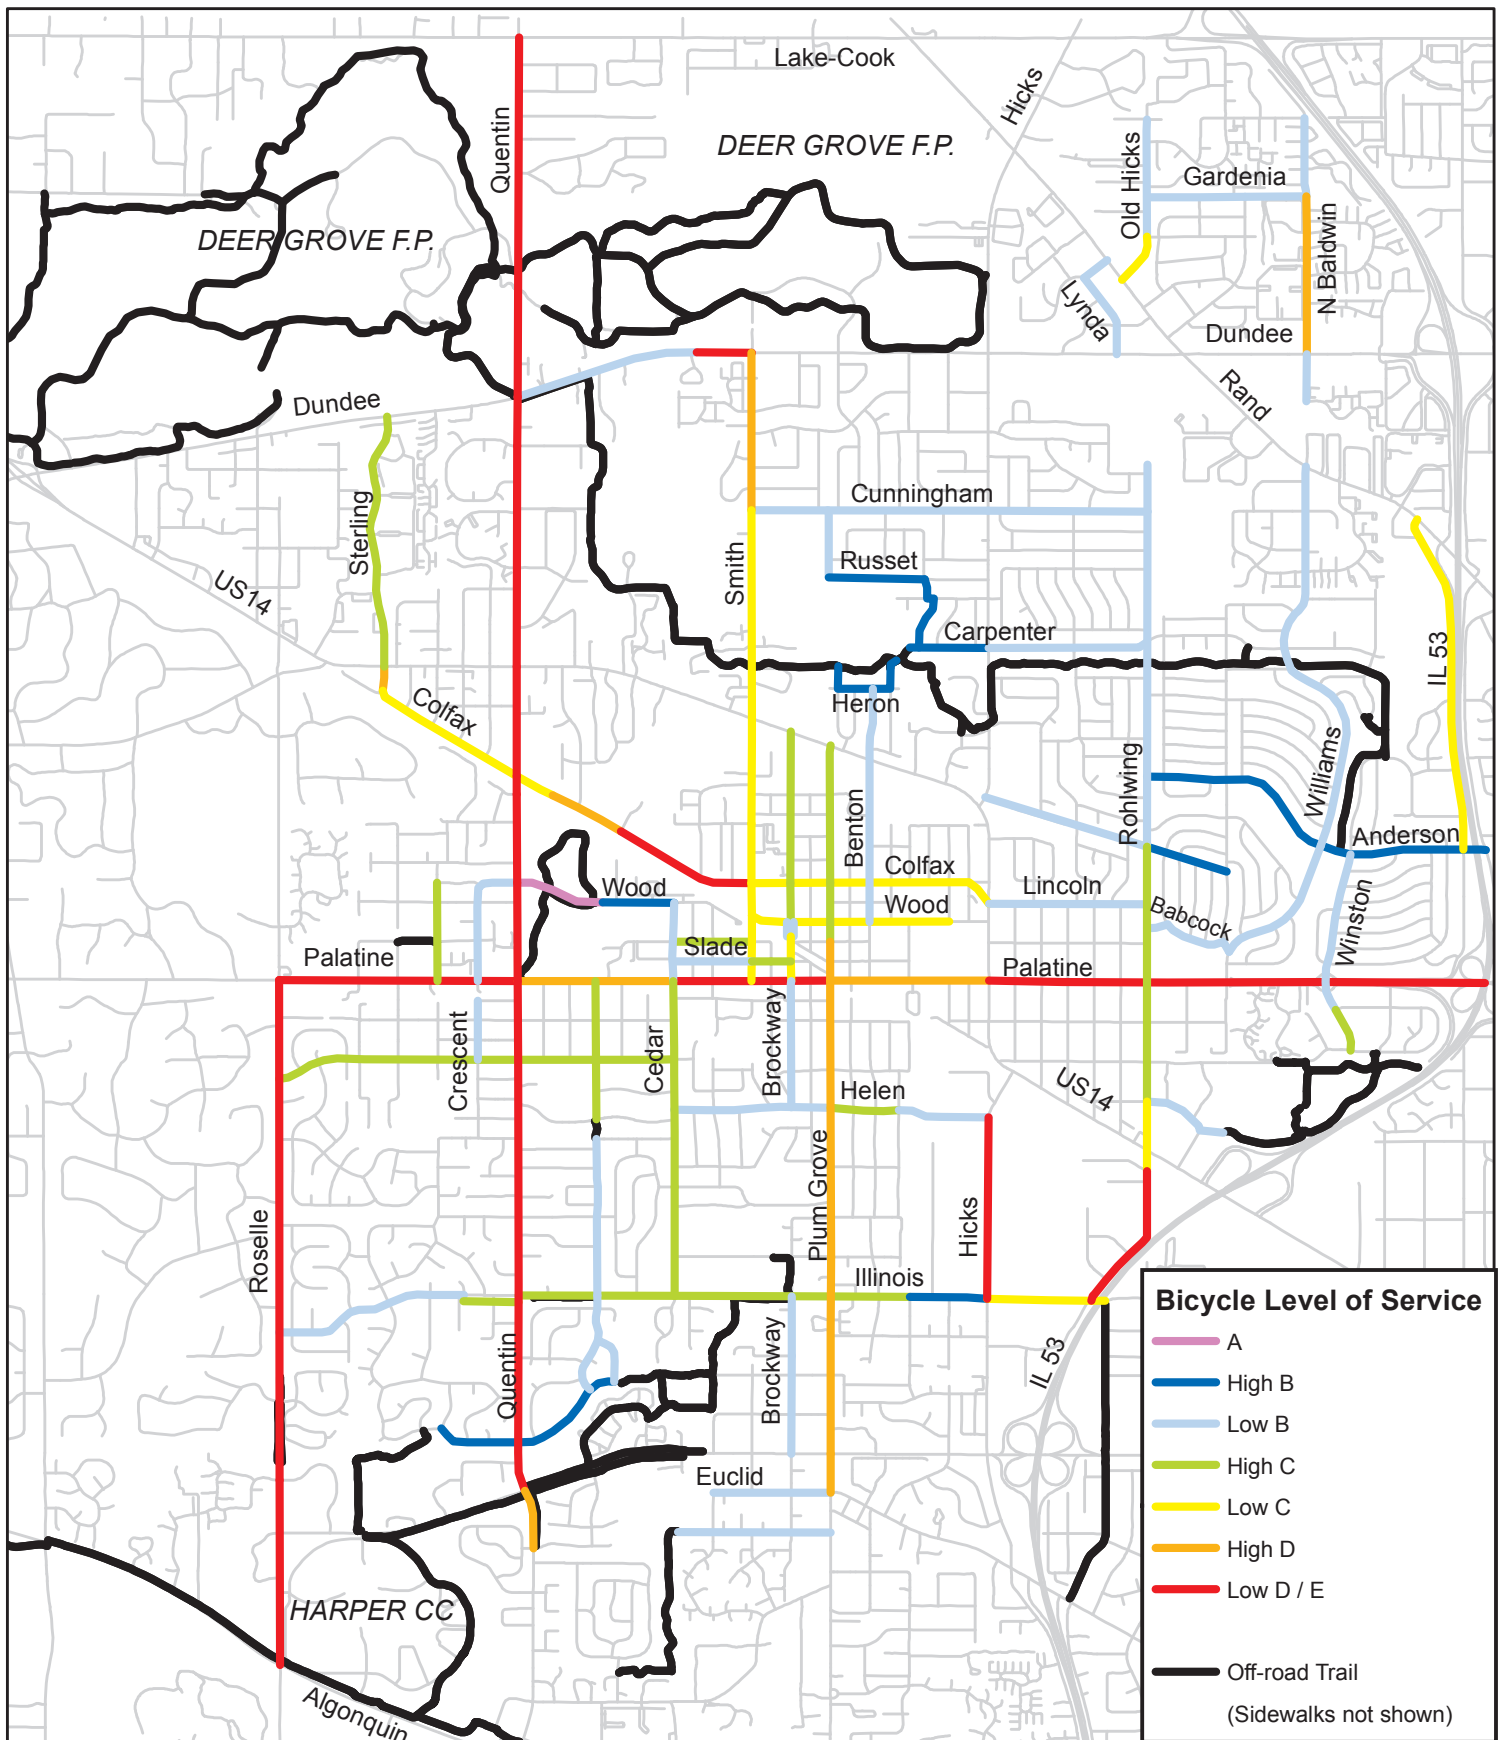 Lake-Cook
Hicks
Quentin
DEER GROVE F.P.
Old Hicks
Gardenia
DEER GROVE F.P.
N Baldwin
Lynda
Dundee
Rand
Dundee
Sterling
Cunningham
Smith
Russet
US14
Carpenter
IL 53
Heron
Colfax
Williams
Rohlwing
Benton
Anderson
Colfax
Wood
Lincoln
Wood
Babcock
Winston
Slade
Palatine
Palatine
Crescent
Cedar
Brockway
Helen
US14
Plum Grove
Roselle
Hicks
Illinois
Quentin
Brockway
IL 53
Euclid
HARPER CC
Algonquin
Bicycle Level of Service
A
High B
Low B
High C
Low C
High D
Low D / E
Off-road Trail
(Sidewalks not shown)